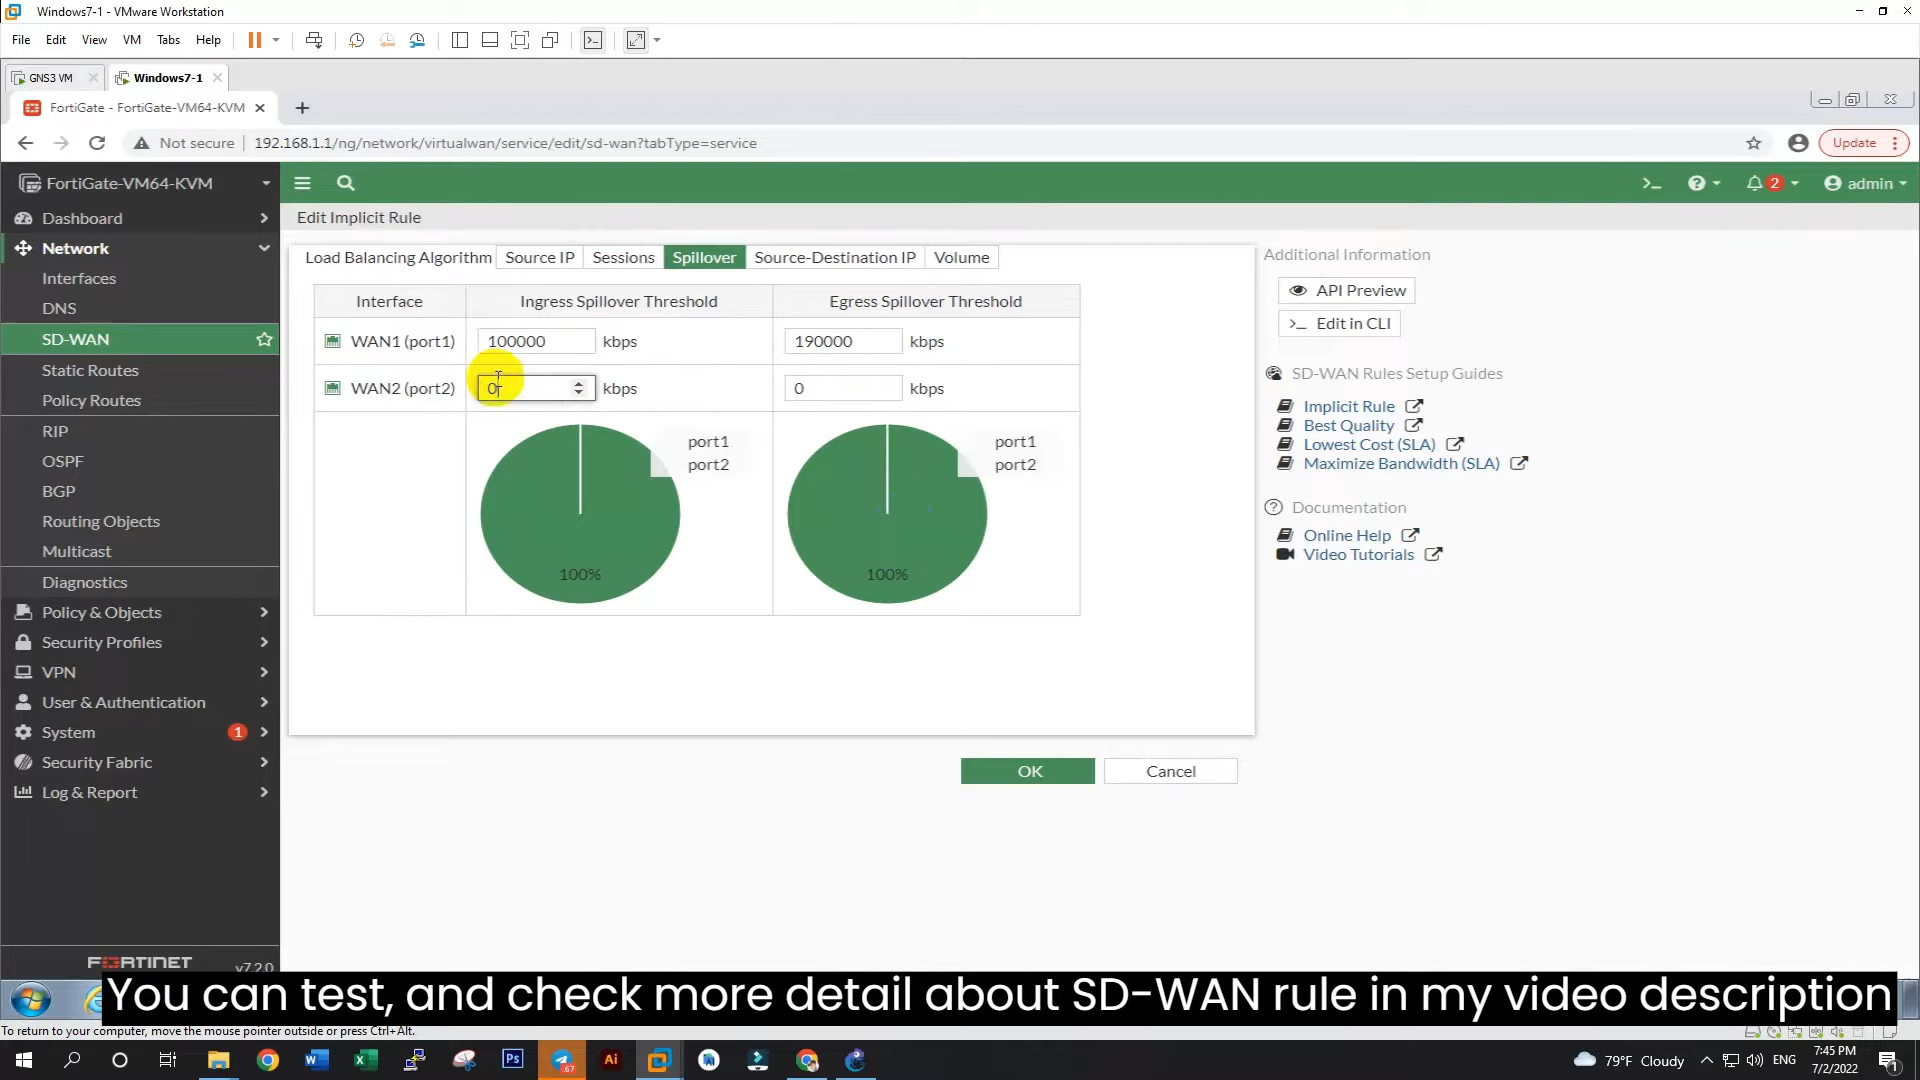 Windows7-1 - VMware Workstation
File Edit View VM Tabs Help
GNS3 VM
Windows7-1
FortiGate - FortiGate-VM64-KVM
Not secure 192.168.1.1/ng/network/virtualwan/service/edit/sd-wan?tabType=service
Update
FortiGate-VM64-KVM
2
admin
Dashboard
Network
Interfaces
DNS
SD-WAN
Static Routes
Policy Routes
RIP
OSPF
BGP
Routing Objects
Multicast
Diagnostics
Policy & Objects
Security Profiles
VPN
User & Authentication
System 1
Security Fabric
Log & Report
FORTINET v7.2.0
Edit Implicit Rule
Load Balancing Algorithm Source IP Sessions Spillover Source-Destination IP Volume
Interface Ingress Spillover Threshold Egress Spillover Threshold
WAN1 (port1) 100000 kbps 190000 kbps
WAN2 (port2) 0 kbps 0 kbps
port1
port2
100%
port1
port2
100%
OK Cancel
Additional Information
API Preview
>_ Edit in CLI
SD-WAN Rules Setup Guides
Implicit Rule
Best Quality
Lowest Cost (SLA)
Maximize Bandwidth (SLA)
Documentation
Online Help
Video Tutorials
You can test, and check more detail about SD-WAN rule in my video description
To return to your computer, move the mouse pointer outside or press Ctrl+Alt.
79°F Cloudy
ENG
7:45 PM
7/2/2022